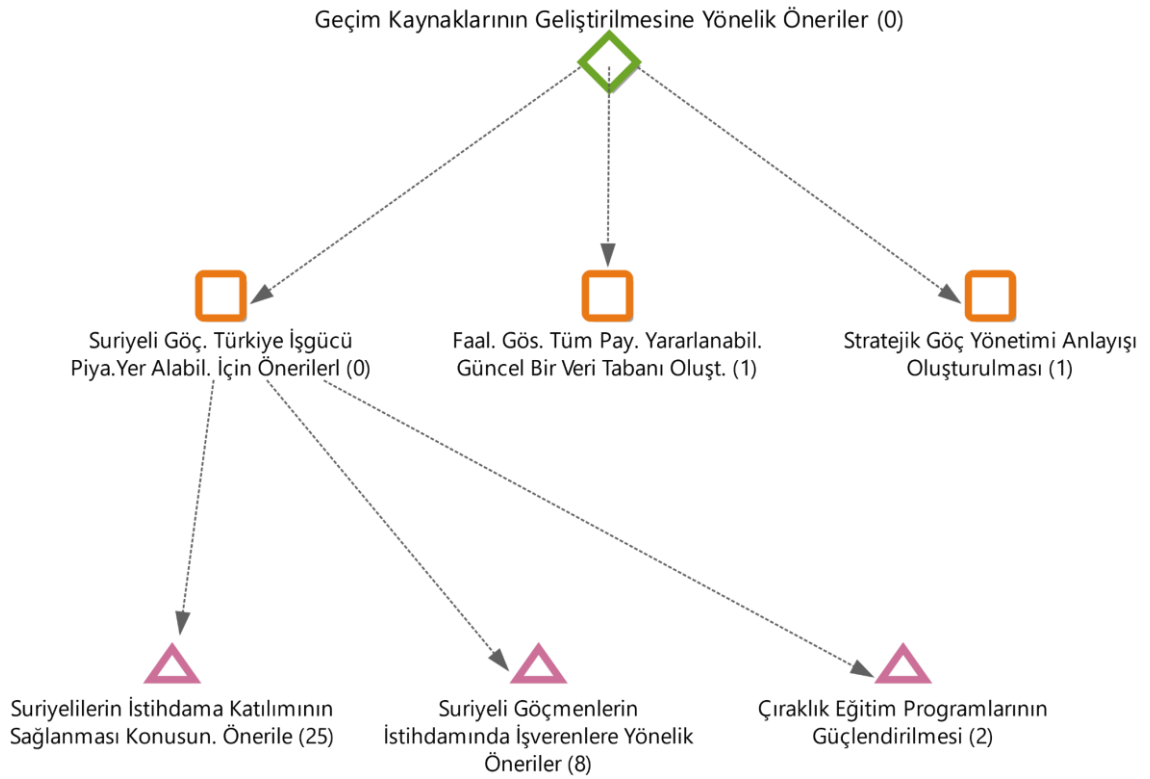 Geçim Kaynaklarının Geliştirilmesine Yönelik Öneriler (0)
Suriyeli Göç. Türkiye İşgücü
Piya.Yer Alabil. İçin Önerilerl (0)
Faal. Gös. Tüm Pay. Yararlanabil.
Güncel Bir Veri Tabanı Oluşt. (1)
Stratejik Göç Yönetimi Anlayışı
Oluşturulması (1)
Suriyelilerin İstihdama Katılımının
Sağlanması Konusun. Önerile (25)
Suriyeli Göçmenlerin
İstihdamında İşverenlere Yönelik
Öneriler (8)
Çıraklık Eğitim Programlarının
Güçlendirilmesi (2)